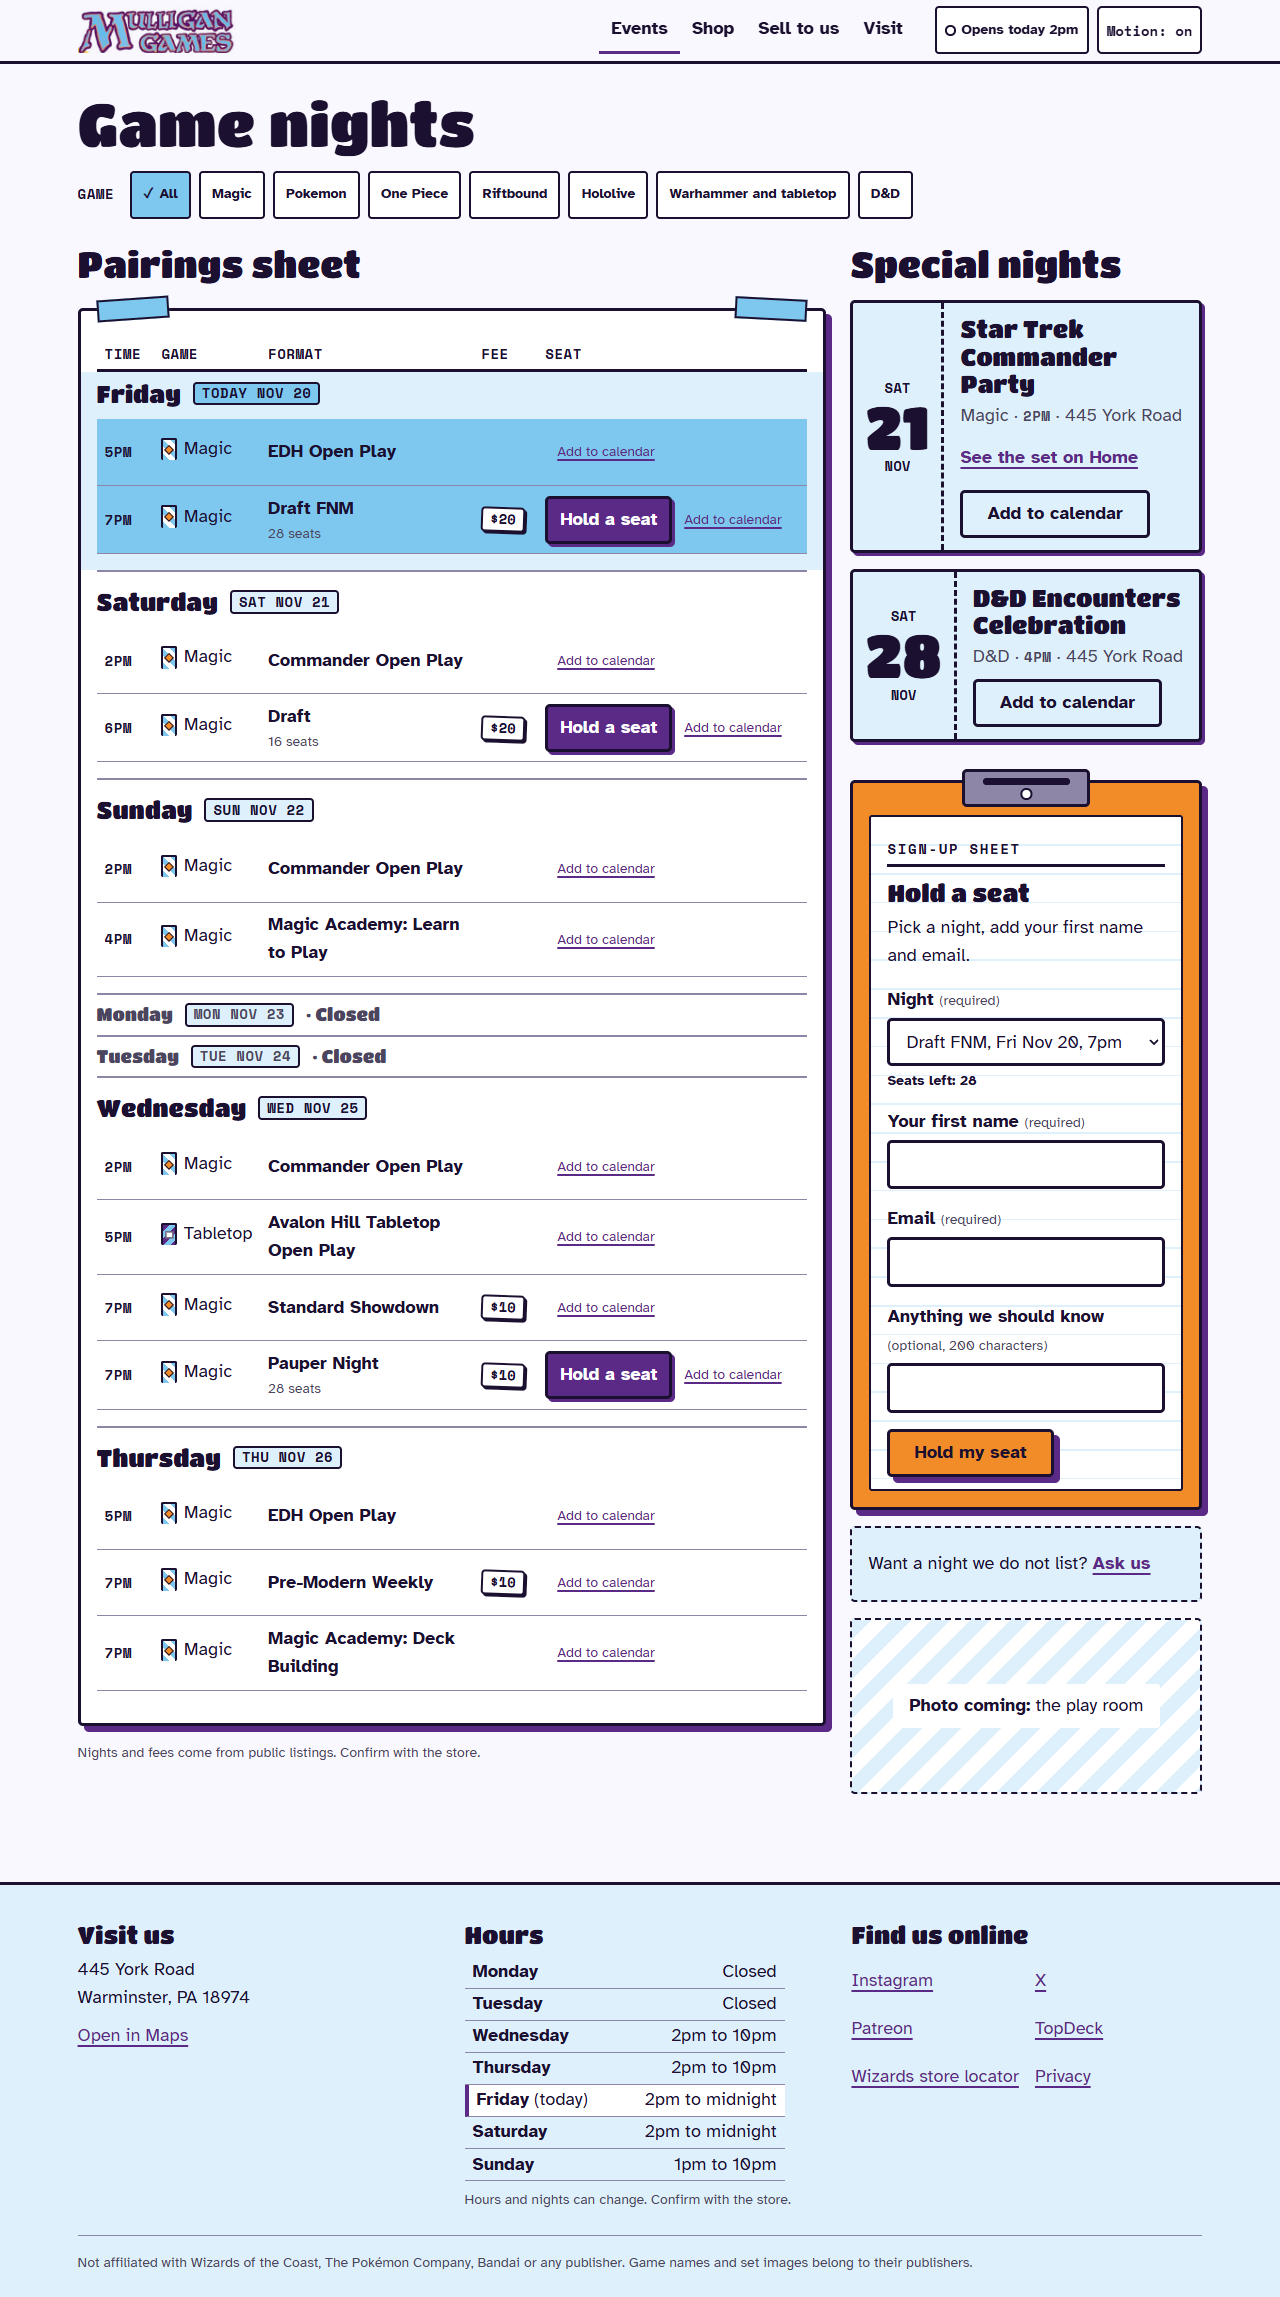 MULLIGAN GAMES
Events Shop Sell to us Visit Opens today 2pm Motion: on
Game nights
GAME ✓ All Magic Pokemon One Piece Riftbound Hololive Warhammer and tabletop D&D
Pairings sheet
TIME GAME FORMAT FEE SEAT
Friday TODAY NOV 20
5PM Magic EDH Open Play Add to calendar
7PM Magic Draft FNM
28 seats
$20 Hold a seat Add to calendar
Saturday SAT NOV 21
2PM Magic Commander Open Play Add to calendar
6PM Magic Draft
16 seats
$20 Hold a seat Add to calendar
Sunday SUN NOV 22
2PM Magic Commander Open Play Add to calendar
4PM Magic Magic Academy: Learn
to Play
Add to calendar
Monday MON NOV 23 · Closed
Tuesday TUE NOV 24 · Closed
Wednesday WED NOV 25
2PM Magic Commander Open Play Add to calendar
5PM Tabletop Avalon Hill Tabletop
Open Play
Add to calendar
7PM Magic Standard Showdown $10 Add to calendar
7PM Magic Pauper Night
28 seats
$10 Hold a seat Add to calendar
Thursday THU NOV 26
5PM Magic EDH Open Play Add to calendar
7PM Magic Pre-Modern Weekly $10 Add to calendar
7PM Magic Magic Academy: Deck
Building
Add to calendar
Nights and fees come from public listings. Confirm with the store.
Special nights
SAT
21
NOV
Star Trek
Commander
Party
Magic · 2PM · 445 York Road
See the set on Home
Add to calendar
SAT
28
NOV
D&D Encounters
Celebration
D&D · 4PM · 445 York Road
Add to calendar
SIGN-UP SHEET
Hold a seat
Pick a night, add your first name
and email.
Night (required)
Draft FNM, Fri Nov 20, 7pm
Seats left: 28
Your first name (required)
Email (required)
Anything we should know
(optional, 200 characters)
Hold my seat
Want a night we do not list? Ask us
Photo coming: the play room
Visit us
445 York Road
Warminster, PA 18974
Open in Maps
Hours
Monday Closed
Tuesday Closed
Wednesday 2pm to 10pm
Thursday 2pm to 10pm
Friday (today) 2pm to midnight
Saturday 2pm to midnight
Sunday 1pm to 10pm
Hours and nights can change. Confirm with the store.
Find us online
Instagram X
Patreon TopDeck
Wizards store locator Privacy
Not affiliated with Wizards of the Coast, The Pokémon Company, Bandai or any publisher. Game names and set images belong to their publishers.